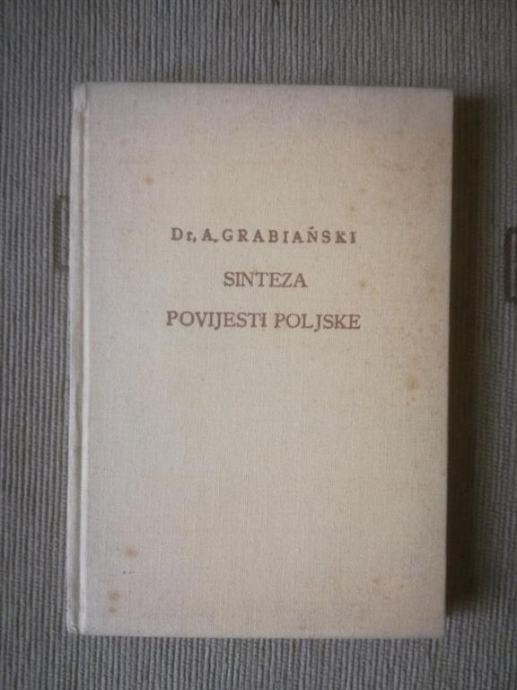 Dr. A. GRABIAŃSKI
SINTEZA
POVIJESTI POLJSKE